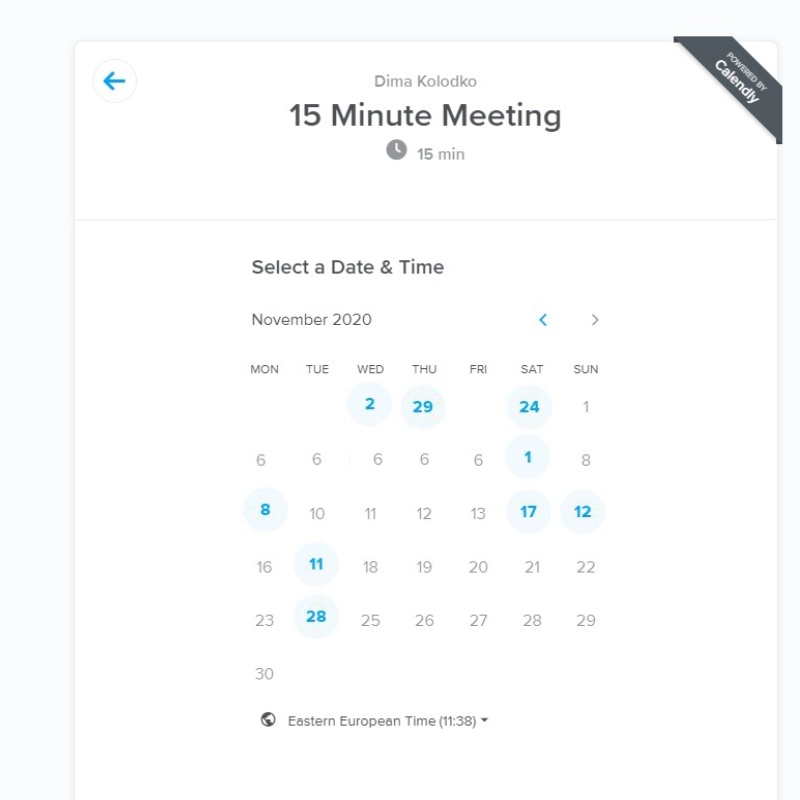 POWERED BY
Calendly
Dima Kolodko
15 Minute Meeting
15 min
Select a Date & Time
November 2020
MON TUE WED THU FRI SAT SUN
2 29 24 1
6 6 6 6 6 1 8
8 10 11 12 13 17 12
16 11 18 19 20 21 22
23 28 25 26 27 28 29
30
Eastern European Time (11:38)